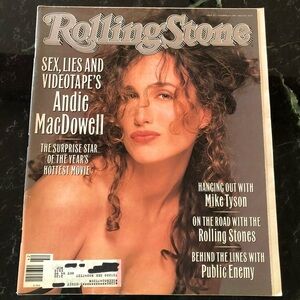 Rolling Stone
SEX, LIES AND
VIDEOTAPE'S
Andie
MacDowell
THE SURPRISE STAR
OF THE YEAR'S
HOTTEST MOVIE
HANGING OUT WITH
Mike Tyson
ON THE ROAD WITH THE
Rolling Stones
BEHIND THE LINES WITH
Public Enemy